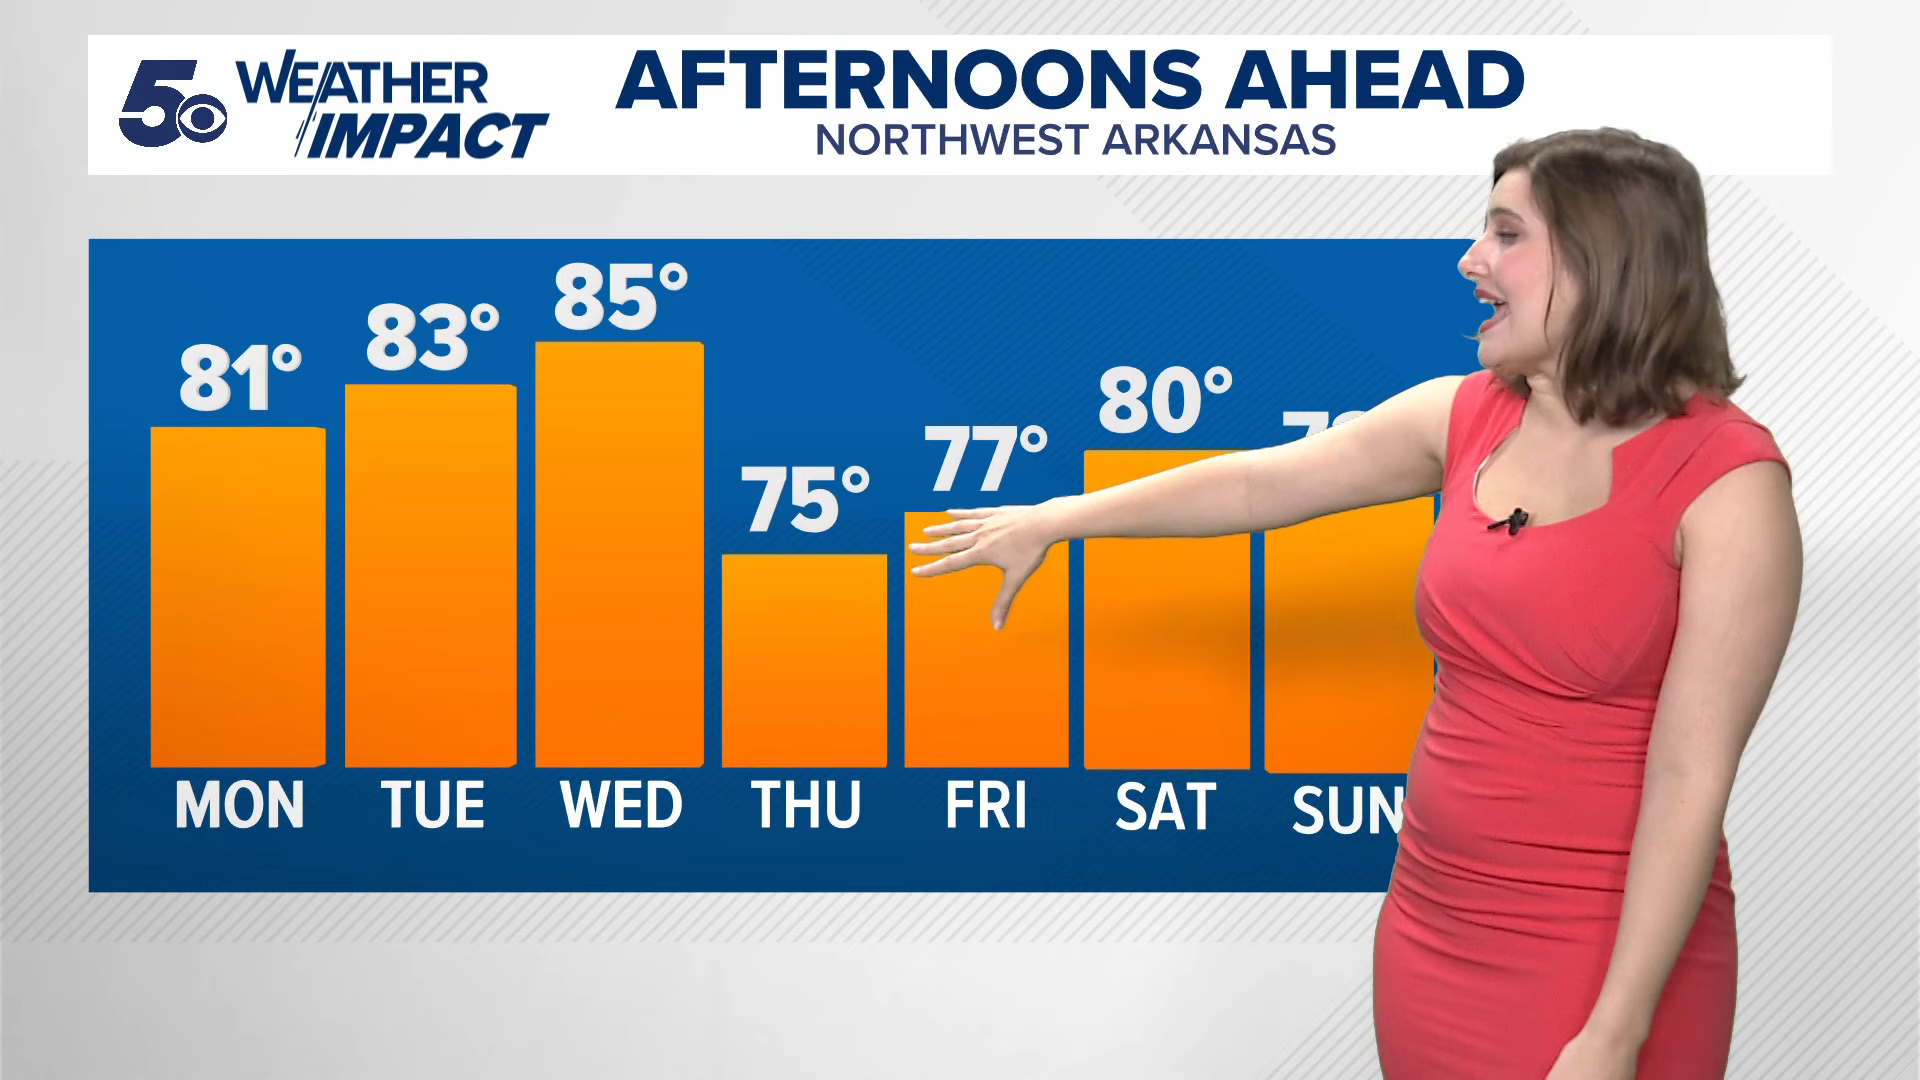 5 WEATHER IMPACT
AFTERNOONS AHEAD
NORTHWEST ARKANSAS
81° 83° 85° 75° 77° 80°
MON TUE WED THU FRI SAT SUN